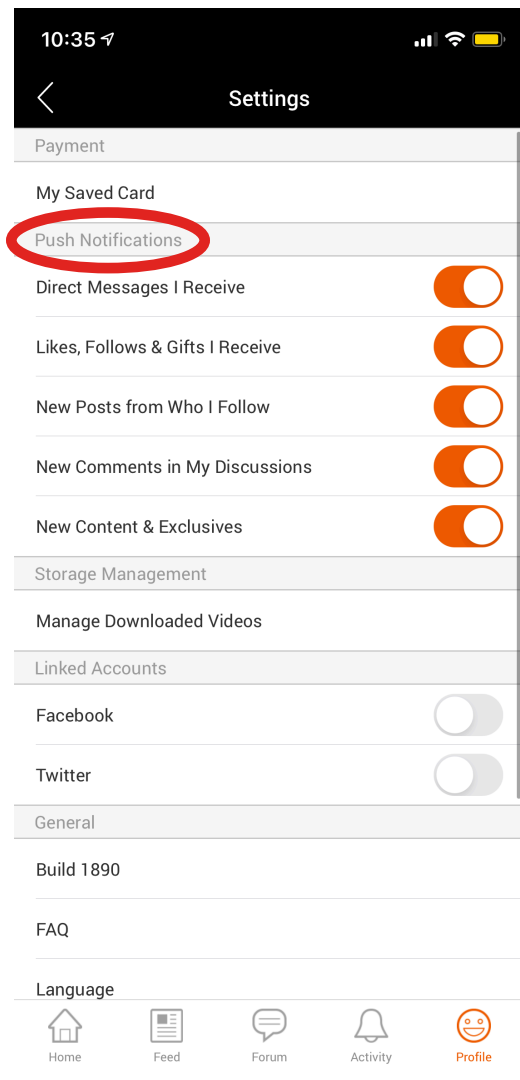 10:35
Settings
Payment
My Saved Card
Push Notifications
Direct Messages I Receive
Likes, Follows & Gifts I Receive
New Posts from Who I Follow
New Comments in My Discussions
New Content & Exclusives
Storage Management
Manage Downloaded Videos
Linked Accounts
Facebook
Twitter
General
Build 1890
FAQ
Language
Home Feed Forum Activity Profile